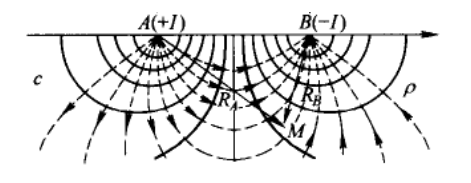 A(+I) B(−I)
c R_A R_B ρ
M